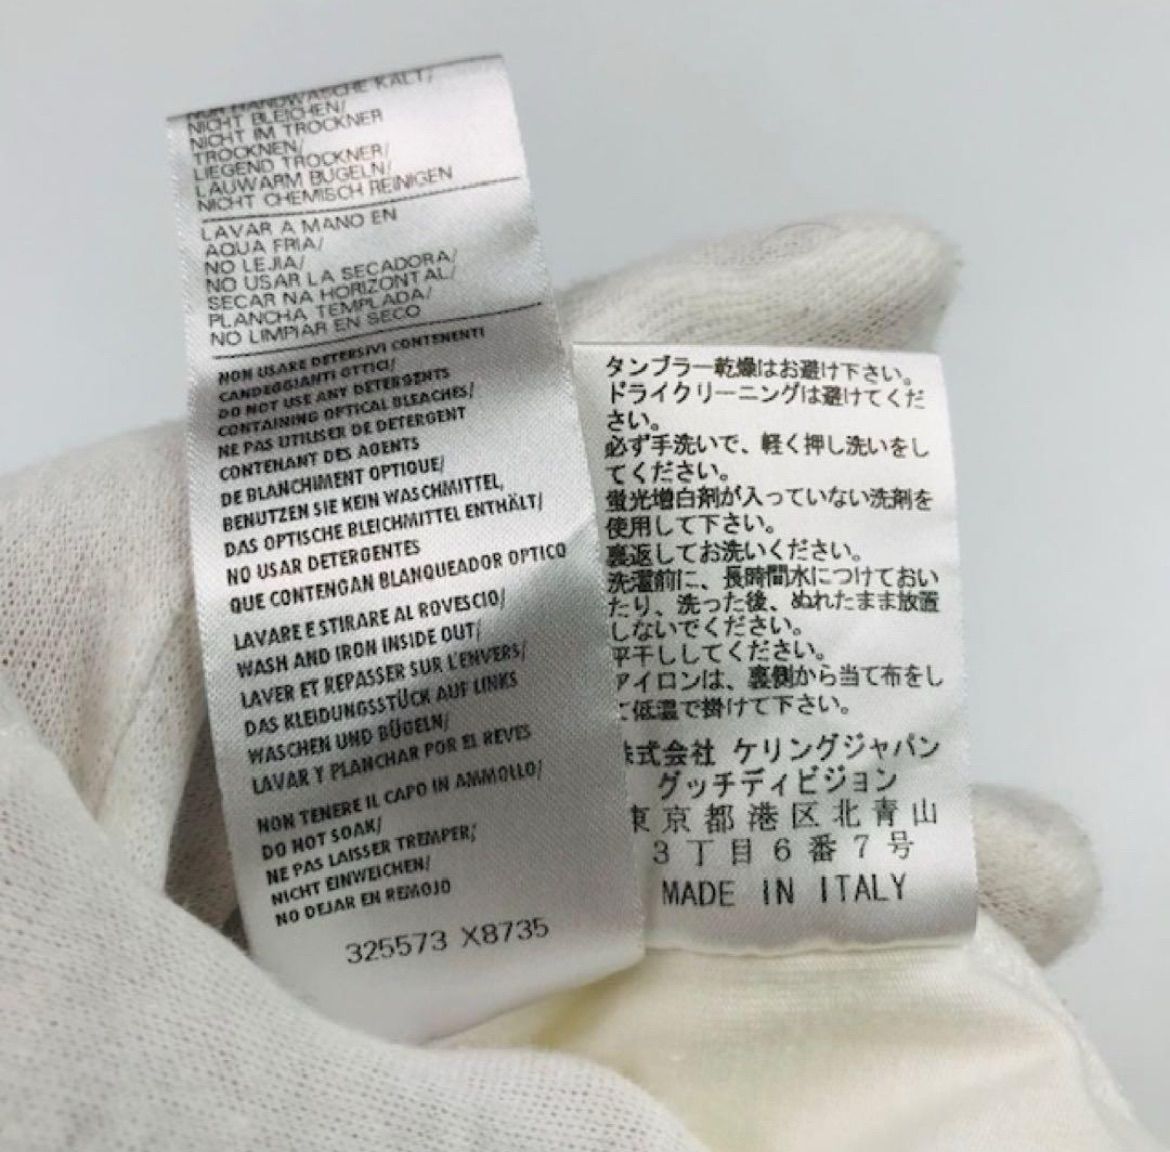 NUR HANDWÄSCHE KALT/
NICHT BLEICHEN/
NICHT IM TROCKNER
TROCKNEN/
LIEGEND TROCKNER/
LAUWARM BUGELN/
NICHT CHEMISCH REINIGEN
LAVAR A MANO EN
AQUA FRIA/
NO LEJIA/
NO USAR LA SECADORA/
SECAR NA HORIZONTAL/
PLANCHA TEMPLADA/
NO LIMPIAR EN SECO
NON USARE DETERSIVI CONTENENTI
CANDEGGIANTI OTTICI/
DO NOT USE ANY DETERGENTS
CONTAINING OPTICAL BLEACHES/
NE PAS UTILISER DE DETERGENT
CONTENANT DES AGENTS
DE BLANCHIMENT OPTIQUE/
BENUTZEN SIE KEIN WASCHMITTEL,
DAS OPTISCHE BLEICHMITTEL ENTHÄLT/
NO USAR DETERGENTES
QUE CONTENGAN BLANQUEADOR OPTICO
LAVARE E STIRARE AL ROVESCIO/
WASH AND IRON INSIDE OUT/
LAVER ET REPASSER SUR L'ENVERS/
DAS KLEIDUNGSSTÜCK AUF LINKS
WASCHEN UND BÜGELN/
LAVAR Y PLANCHAR POR EL REVES
NON TENERE IL CAPO IN AMMOLLO/
DO HOT SOAK/
NE PAS LAISSER TREMPER/
NICHT EINWEICHEN/
NO DEJAR EN REMOJO
325573 X8735
タンブラー乾燥はお避け下さい。
ドライクリーニングは避けてくだ
さい。
必ず手洗いで、軽く押し洗いをし
てください。
蛍光増白剤が入っていない洗剤を
使用して下さい。
裏返してお洗いください。
洗濯前に、長時間水につけておい
たり、洗った後、ぬれたまま放置
しないでください。
平干ししてください。
アイロンは、裏側から当て布をし
て低温で掛けて下さい。
株式会社 ケリングジャパン
グッチディビジョン
東京都港区北青山
3丁目6番7号
MADE IN ITALY